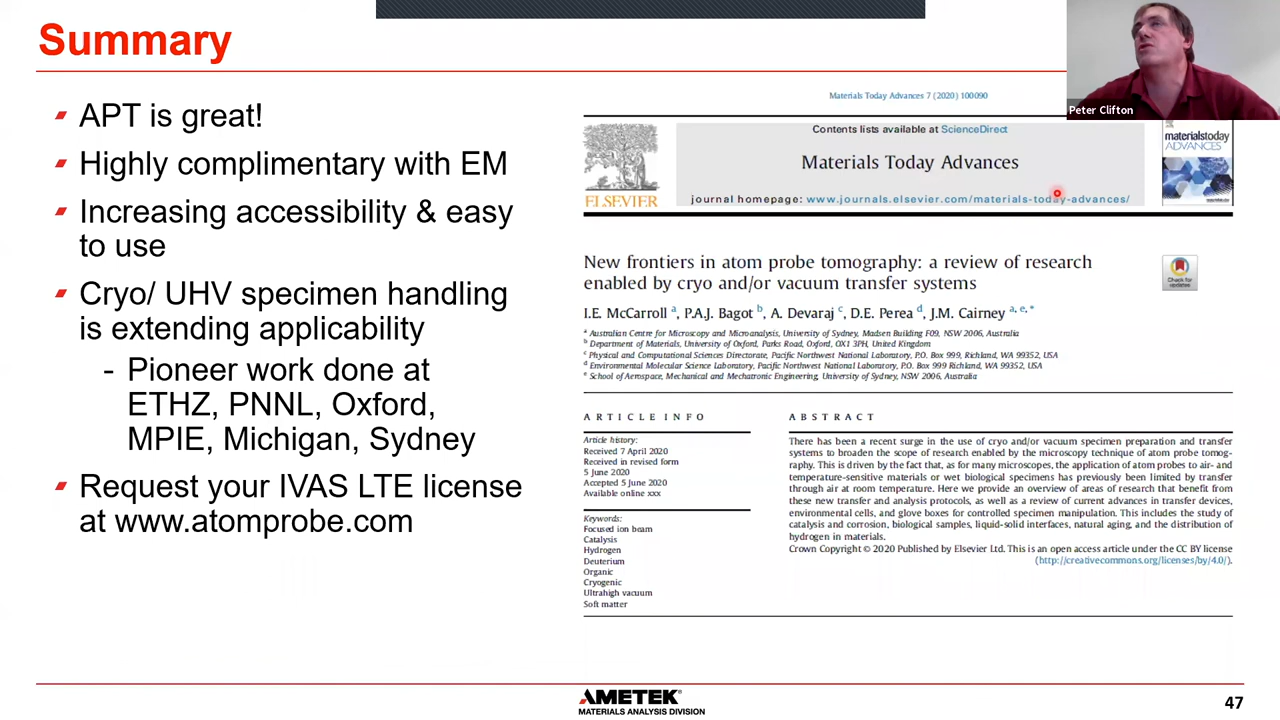 Summary
APT is great!
Highly complimentary with EM
Increasing accessibility & easy
to use
Cryo/ UHV specimen handling
is extending applicability
- Pioneer work done at
ETHZ, PNNL, Oxford,
MPIE, Michigan, Sydney
Request your IVAS LTE license
at www.atomprobe.com
Peter Clifton
Materials Today Advances 7 (2020) 100090
Contents lists available at ScienceDirect
Materials Today Advances
journal homepage: www.journals.elsevier.com/materials-today-advances/
ELSEVIER
materialstoday
ADVANCES
New frontiers in atom probe tomography: a review of research
enabled by cryo and/or vacuum transfer systems
Check for
updates
I.E. McCarroll a, P.A.J. Bagot b, A. Devaraj c, D.E. Perea d, J.M. Cairney a, e, *
a Australian Centre for Microscopy and Microanalysis, University of Sydney, Madsen Building F09, NSW 2006, Australia
b Department of Materials, University of Oxford, Parks Road, Oxford, OX1 3PH, United Kingdom
c Physical and Computational Sciences Directorate, Pacific Northwest National Laboratory, P.O. Box 999, Richland, WA 99352, USA
d Environmental Molecular Science Laboratory, Pacific Northwest National Laboratory, P.O. Box 999 Richland, WA 99352, USA
e School of Aerospace, Mechanical and Mechatronic Engineering, University of Sydney, NSW 2006, Australia
ARTICLE INFO
Article history:
Received 7 April 2020
Received in revised form
5 June 2020
Accepted 5 June 2020
Available online xxx
Keywords:
Focused ion beam
Catalysis
Hydrogen
Deuterium
Organic
Cryogenic
Ultrahigh vacuum
Soft matter
ABSTRACT
There has been a recent surge in the use of cryo and/or vacuum specimen preparation and transfer
systems to broaden the scope of research enabled by the microscopy technique of atom probe tomog-
raphy. This is driven by the fact that, as for many microscopes, the application of atom probes to air- and
temperature-sensitive materials or wet biological specimens has previously been limited by transfer
through air at room temperature. Here we provide an overview of areas of research that benefit from
these new transfer and analysis protocols, as well as a review of current advances in transfer devices,
environmental cells, and glove boxes for controlled specimen manipulation. This includes the study of
catalysis and corrosion, biological samples, liquid-solid interfaces, natural aging, and the distribution of
hydrogen in materials.
Crown Copyright © 2020 Published by Elsevier Ltd. This is an open access article under the CC BY license
(http://creativecommons.org/licenses/by/4.0/).
AMETEK®
MATERIALS ANALYSIS DIVISION
47